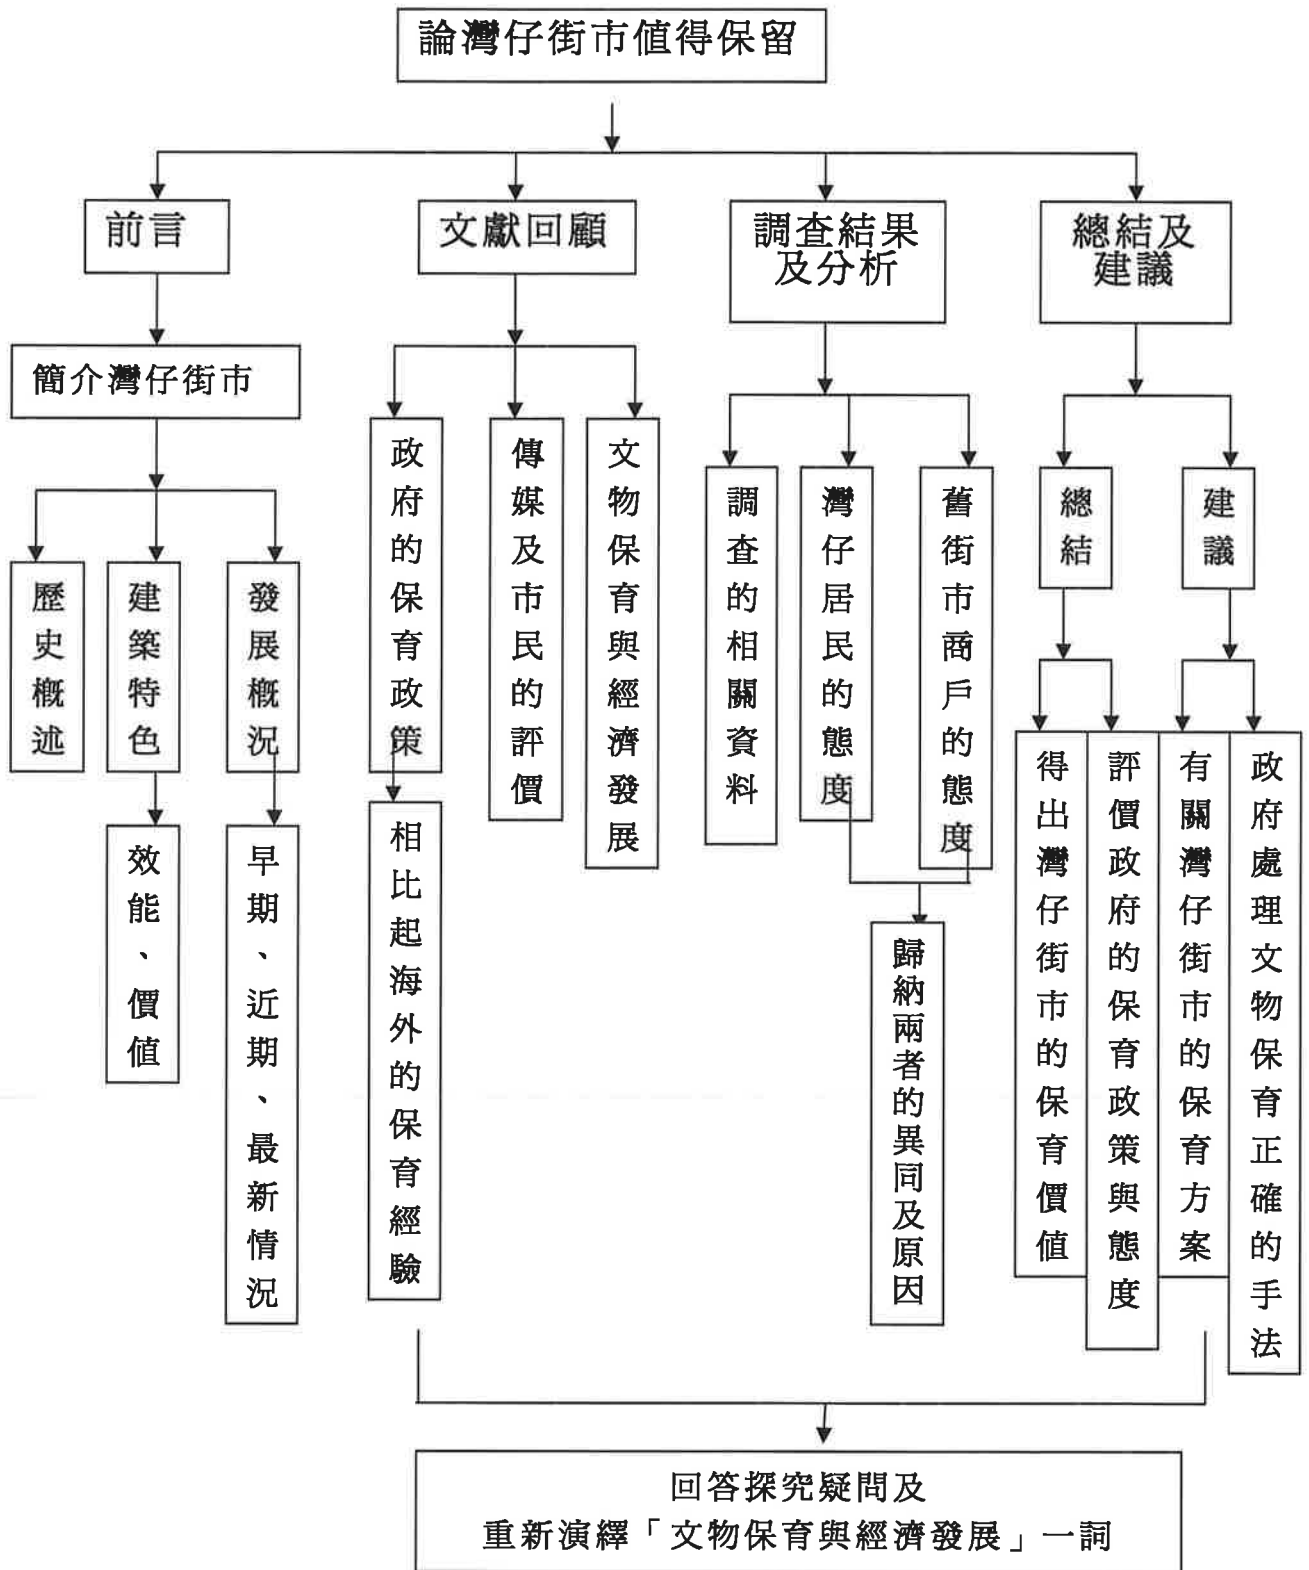 論灣仔街市值得保留
前言
文獻回顧
調查結果
及分析
總結及
建議
簡介灣仔街市
歷史概述
建築特色
發展概況
效能、價值
早期、近期、最新情況
政府的保育政策
傳媒及市民的評價
文物保育與經濟發展
相比起海外的保育經驗
調查的相關資料
灣仔居民的態度
舊街市商戶的態度
歸納兩者的異同及原因
總結
建議
得出灣仔街市的保育價值
評價政府的保育政策與態度
有關灣仔街市的保育方案
政府處理文物保育正確的手法
回答探究疑問及
重新演繹「文物保育與經濟發展」一詞